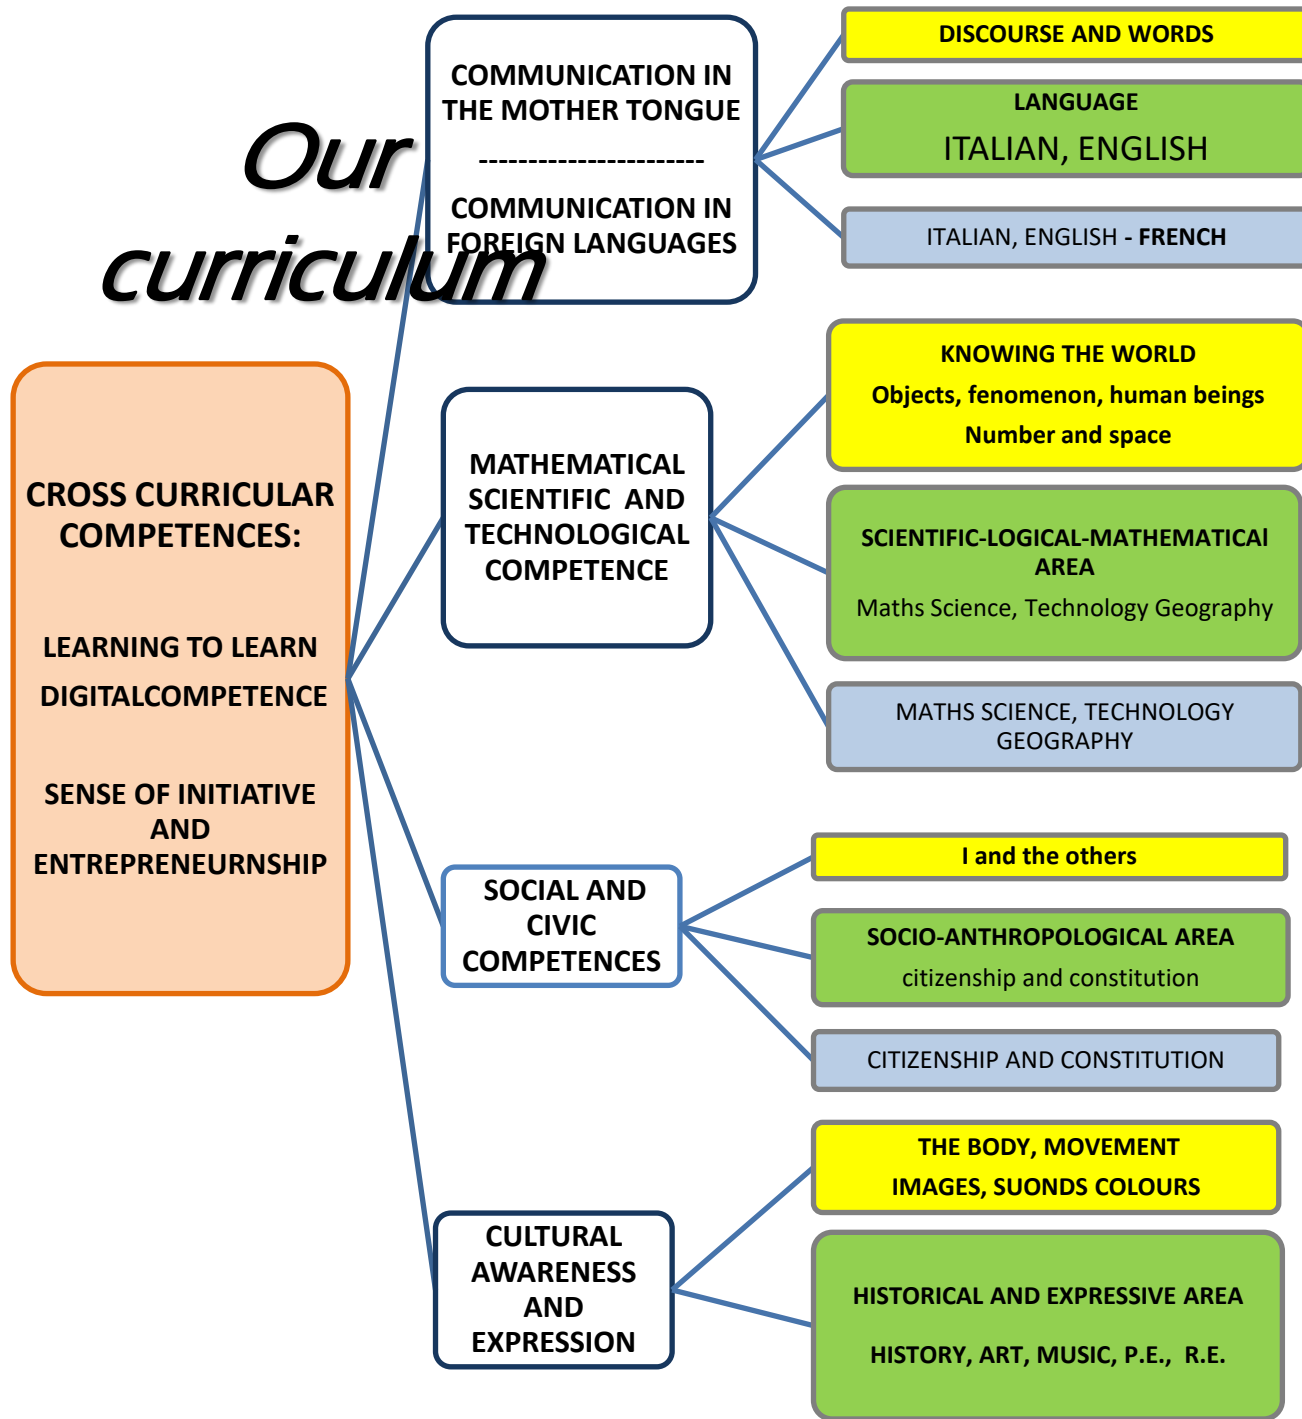 Our
curriculum
CROSS CURRICULAR
COMPETENCES:
LEARNING TO LEARN
DIGITALCOMPETENCE
SENSE OF INITIATIVE
AND
ENTREPRENEURNSHIP
COMMUNICATION IN
THE MOTHER TONGUE
-----------------------
COMMUNICATION IN
FOREIGN LANGUAGES
DISCOURSE AND WORDS
LANGUAGE
ITALIAN, ENGLISH
ITALIAN, ENGLISH - FRENCH
MATHEMATICAL
SCIENTIFIC AND
TECHNOLOGICAL
COMPETENCE
KNOWING THE WORLD
Objects, fenomenon, human beings
Number and space
SCIENTIFIC-LOGICAL-MATHEMATICAl
AREA
Maths Science, Technology Geography
MATHS SCIENCE, TECHNOLOGY
GEOGRAPHY
SOCIAL AND
CIVIC
COMPETENCES
I and the others
SOCIO-ANTHROPOLOGICAL AREA
citizenship and constitution
CITIZENSHIP AND CONSTITUTION
CULTURAL
AWARENESS
AND
EXPRESSION
THE BODY, MOVEMENT
IMAGES, SUONDS COLOURS
HISTORICAL AND EXPRESSIVE AREA
HISTORY, ART, MUSIC, P.E., R.E.